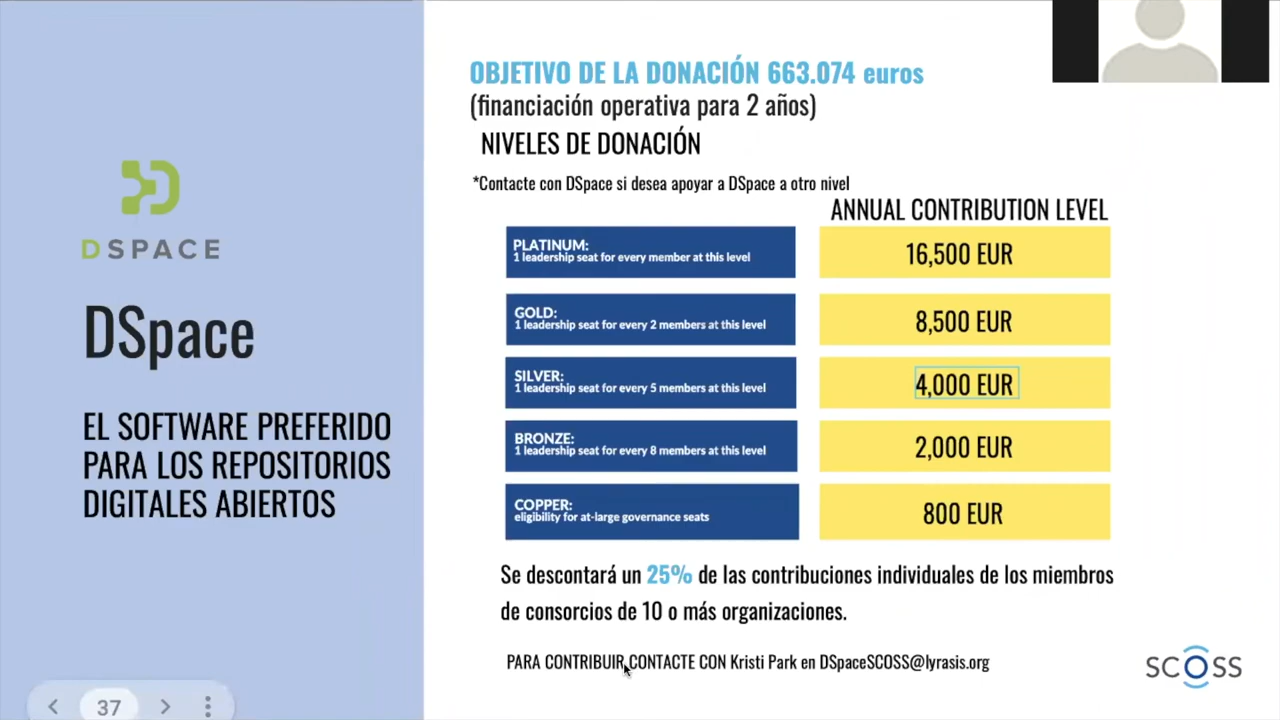 DSPACE
DSpace
EL SOFTWARE PREFERIDO
PARA LOS REPOSITORIOS
DIGITALES ABIERTOS
OBJETIVO DE LA DONACIÓN 663.074 euros
(financiación operativa para 2 años)
NIVELES DE DONACIÓN
*Contacte con DSpace si desea apoyar a DSpace a otro nivel
ANNUAL CONTRIBUTION LEVEL
PLATINUM:
1 leadership seat for every member at this level
16,500 EUR
GOLD:
1 leadership seat for every 2 members at this level
8,500 EUR
SILVER:
1 leadership seat for every 5 members at this level
4,000 EUR
BRONZE:
1 leadership seat for every 8 members at this level
2,000 EUR
COPPER:
eligibility for at-large governance seats
800 EUR
Se descontará un 25% de las contribuciones individuales de los miembros
de consorcios de 10 o más organizaciones.
PARA CONTRIBUIR CONTACTE CON Kristi Park en DSpaceSCOSS@lyrasis.org
SCOSS
37